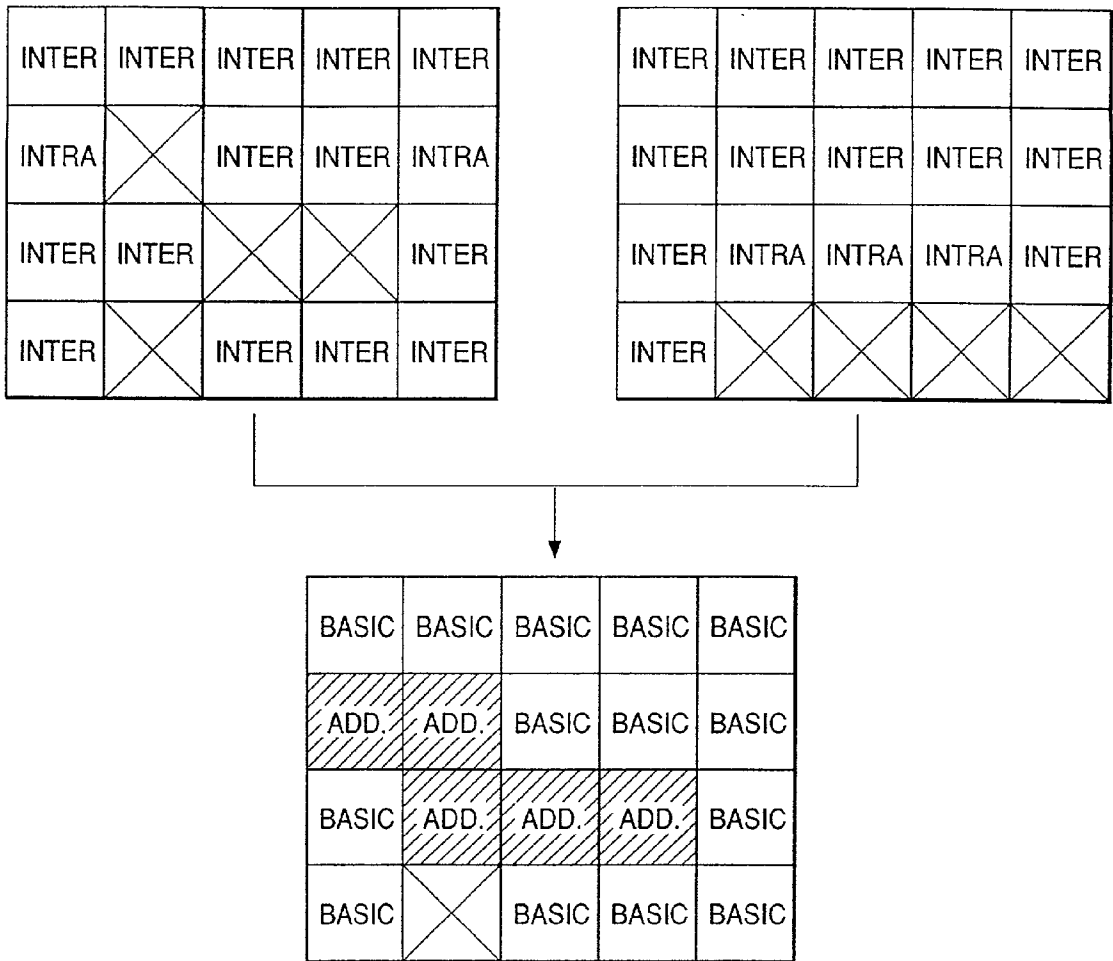 INTER INTER INTER INTER INTER
INTRA INTER INTER INTRA
INTER INTER INTER
INTER INTER INTER INTER
INTER INTER INTER INTER INTER
INTER INTER INTER INTER INTER
INTER INTRA INTRA INTRA INTER
INTER
BASIC BASIC BASIC BASIC BASIC
ADD. ADD. BASIC BASIC BASIC
BASIC ADD. ADD. ADD. BASIC
BASIC BASIC BASIC BASIC